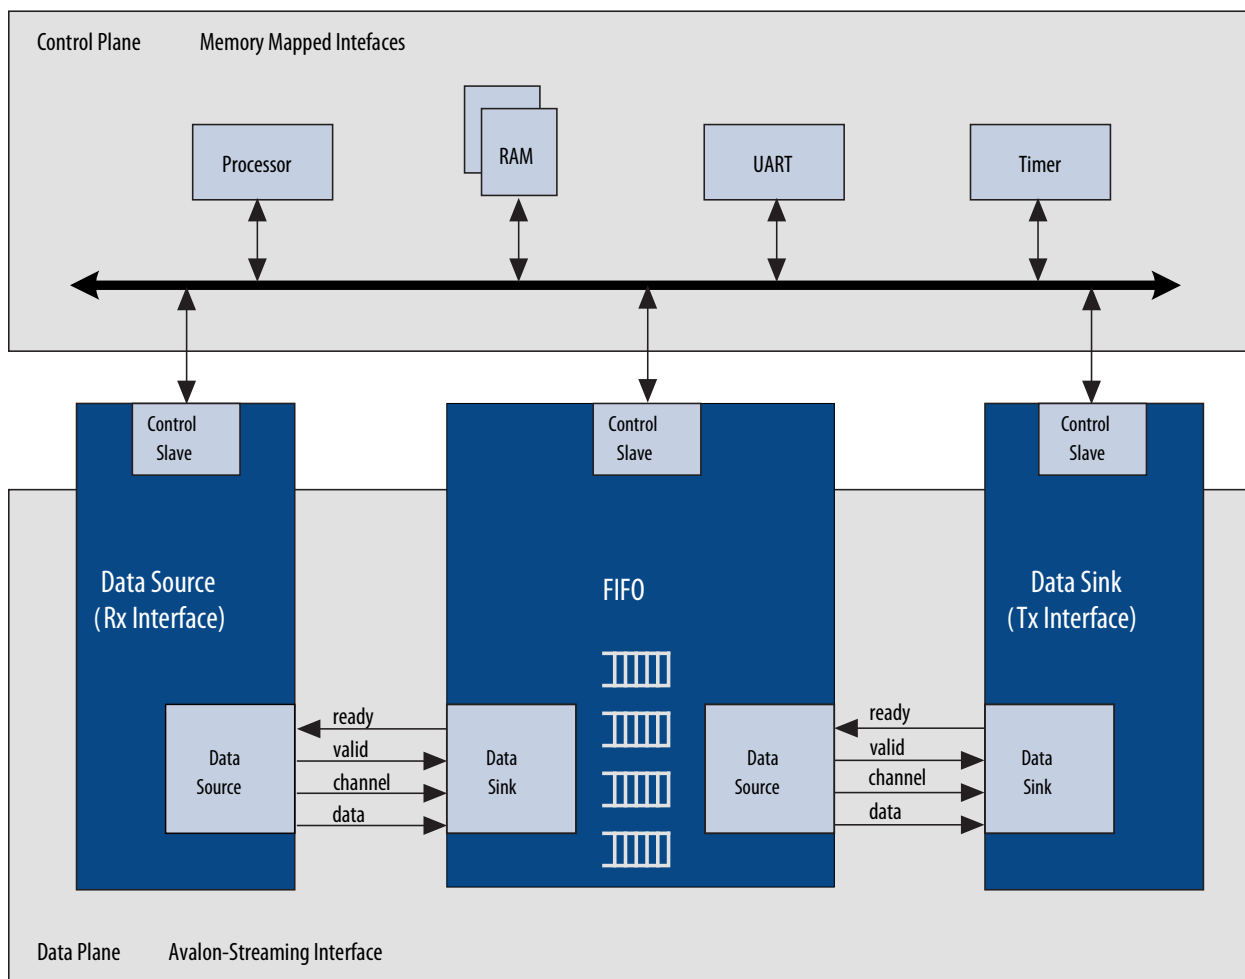 Control Plane Memory Mapped Intefaces
Processor
RAM
UART
Timer
Control
Slave
Control
Slave
Control
Slave
Data Source
(Rx Interface)
FIFO
Data Sink
(Tx Interface)
Data
Source
ready
valid
channel
data
Data
Sink
Data
Source
ready
valid
channel
data
Data
Sink
Data Plane Avalon-Streaming Interface